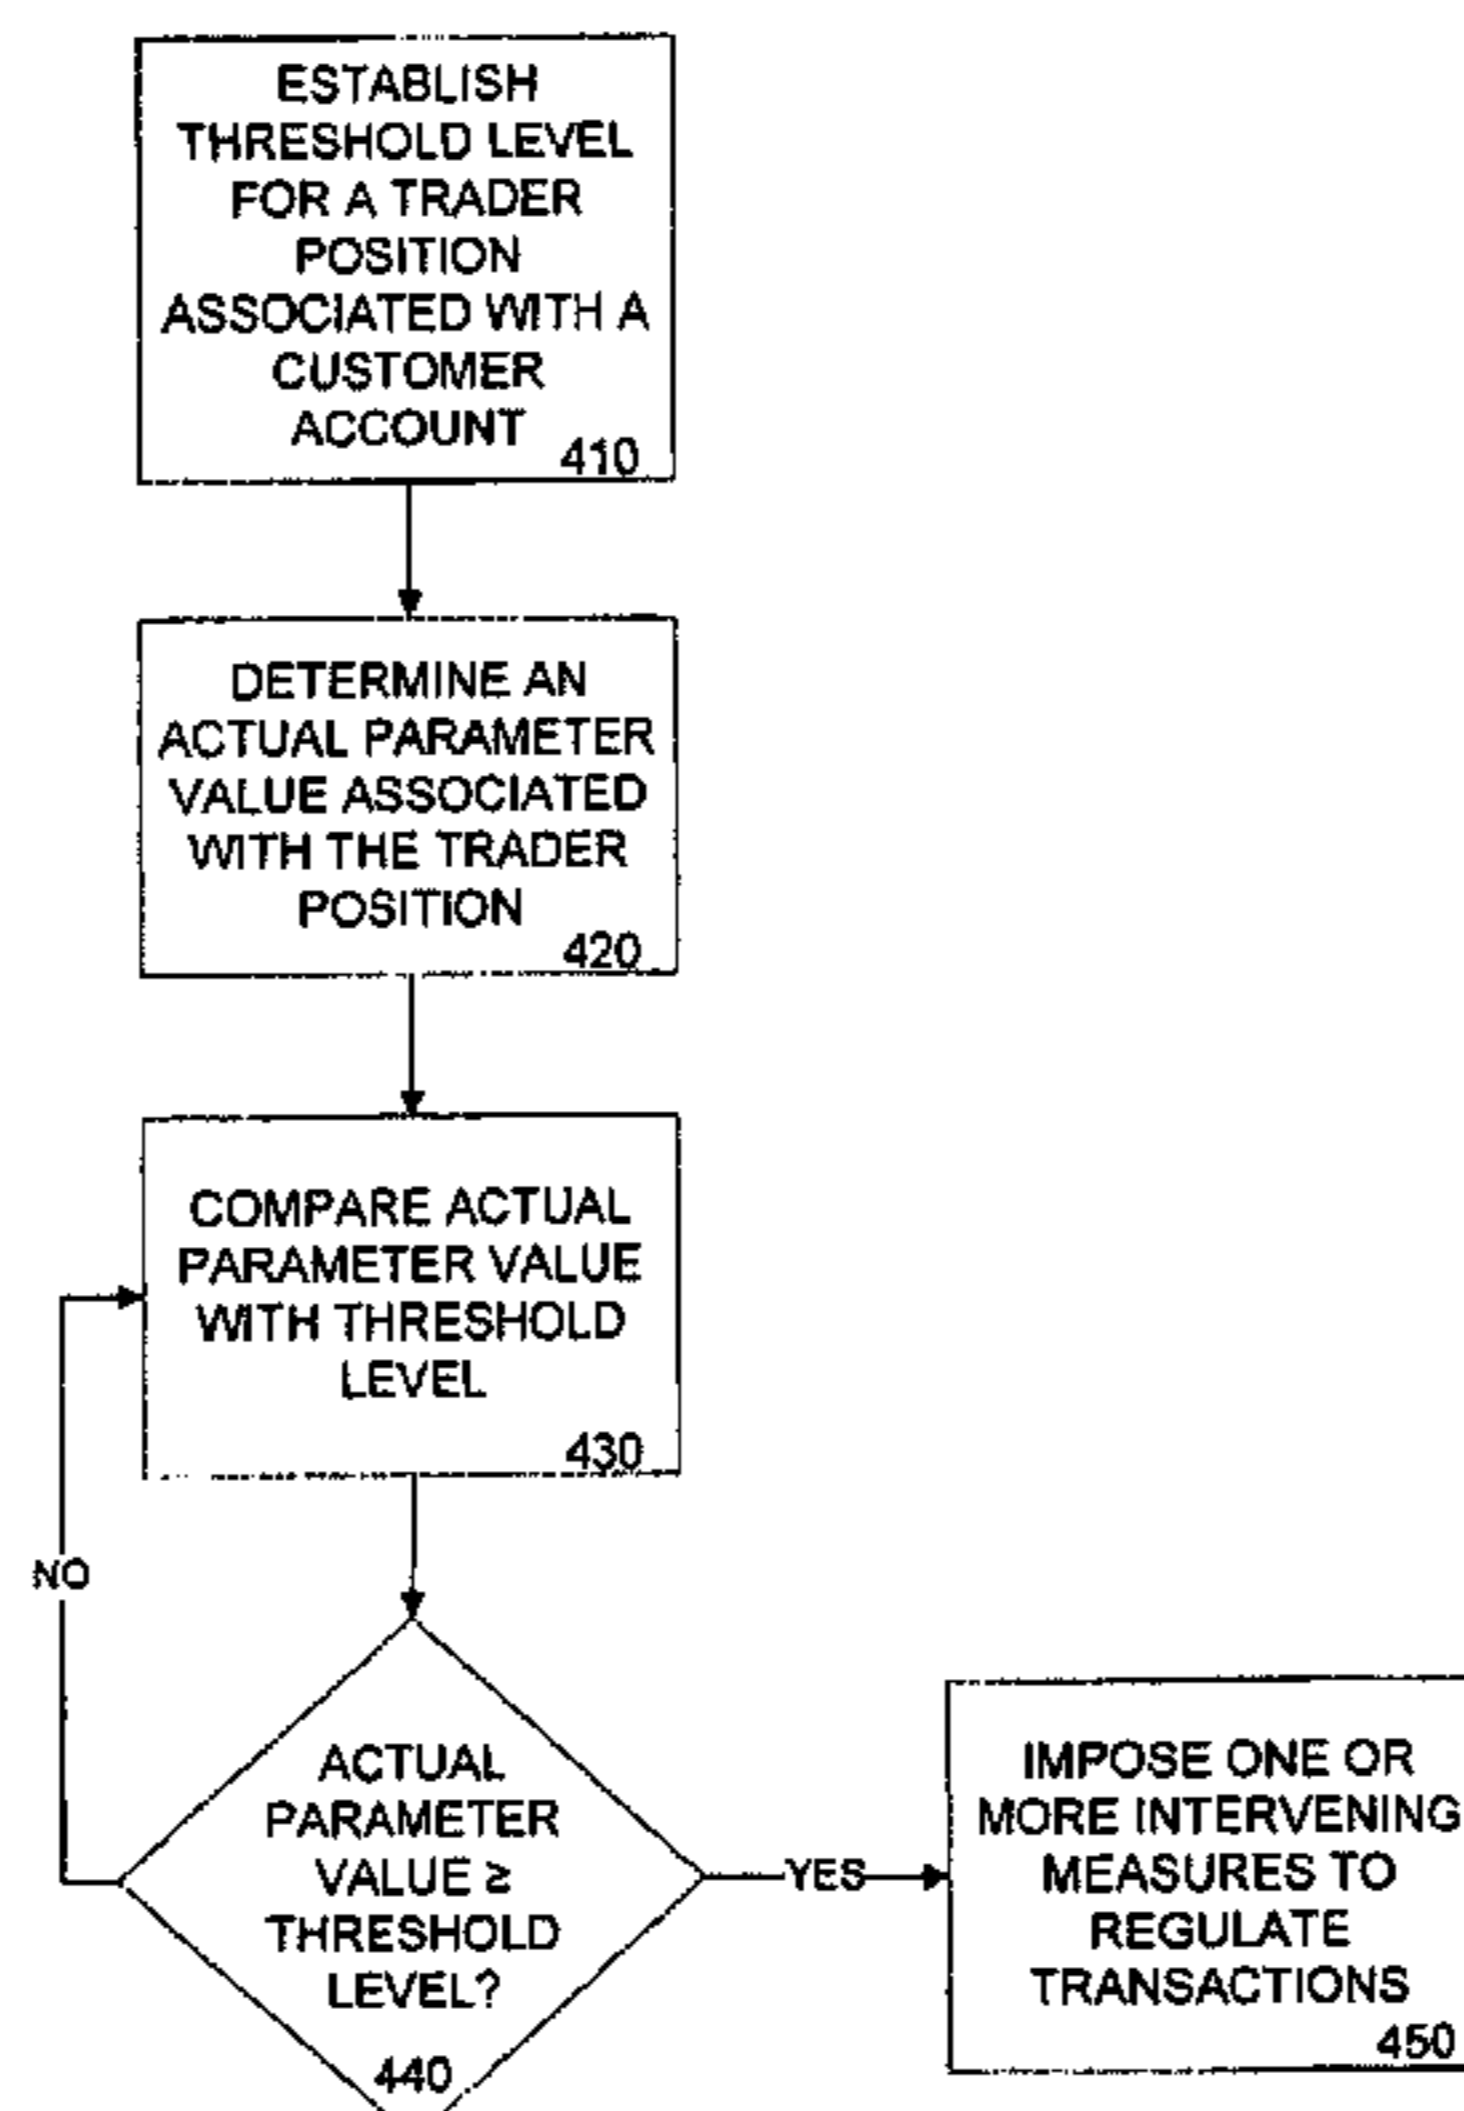 ESTABLISH
THRESHOLD LEVEL
FOR A TRADER
POSITION
ASSOCIATED WITH A
CUSTOMER
ACCOUNT
410
DETERMINE AN
ACTUAL PARAMETER
VALUE ASSOCIATED
WITH THE TRADER
POSITION
420
COMPARE ACTUAL
PARAMETER VALUE
WITH THRESHOLD
LEVEL
430
NO
ACTUAL
PARAMETER
VALUE ≥
THRESHOLD
LEVEL?
440
YES
IMPOSE ONE OR
MORE INTERVENING
MEASURES TO
REGULATE
TRANSACTIONS
450